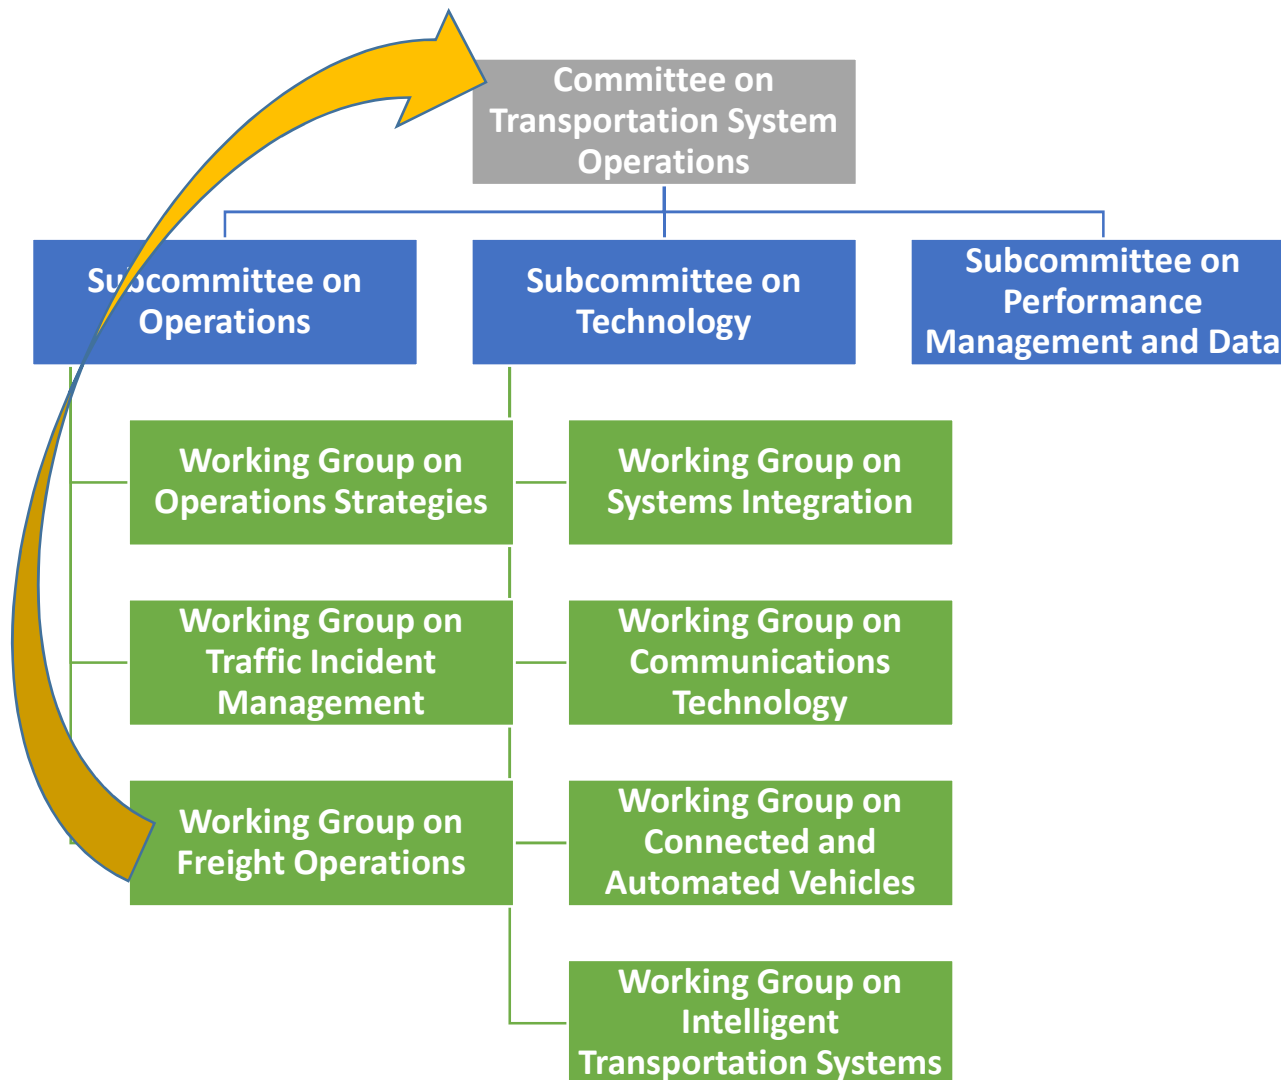 Committee on
Transportation System
Operations
Subcommittee on
Operations
Subcommittee on
Technology
Subcommittee on
Performance
Management and Data
Working Group on
Operations Strategies
Working Group on
Traffic Incident
Management
Working Group on
Freight Operations
Working Group on
Systems Integration
Working Group on
Communications
Technology
Working Group on
Connected and
Automated Vehicles
Working Group on
Intelligent
Transportation Systems